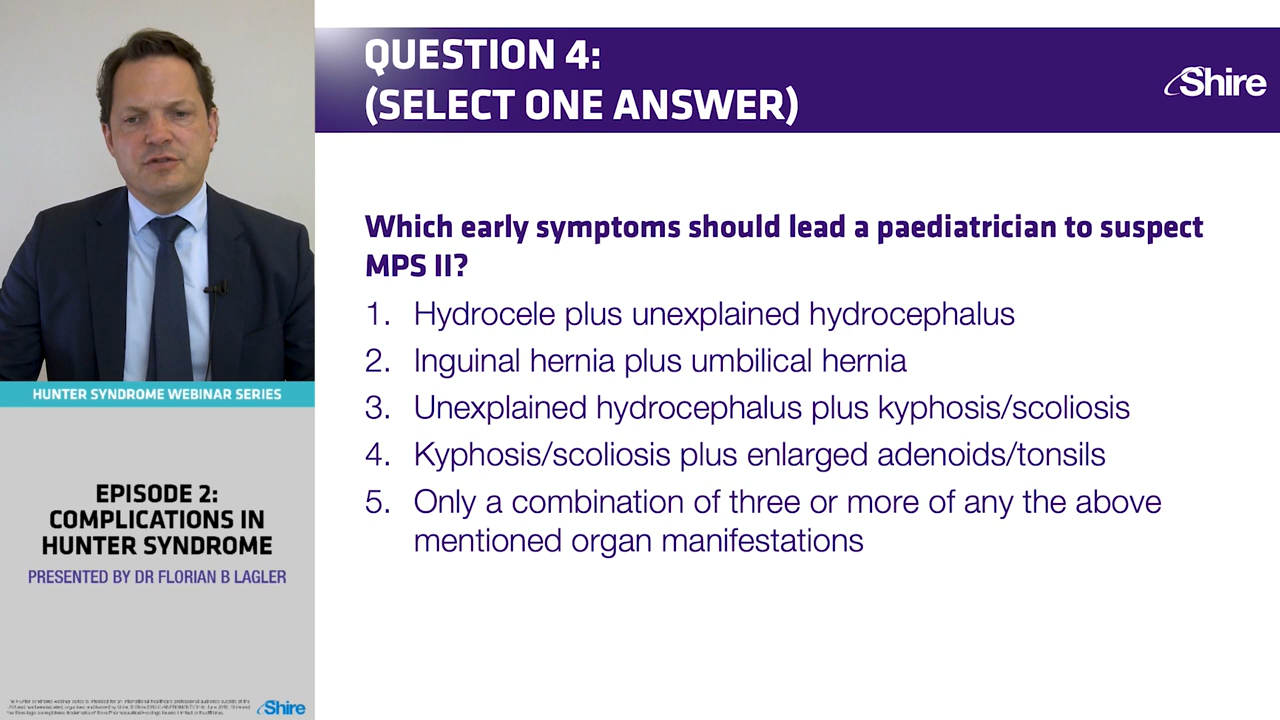 QUESTION 4:
(SELECT ONE ANSWER)
Shire
Which early symptoms should lead a paediatrician to suspect
MPS II?
1. Hydrocele plus unexplained hydrocephalus
2. Inguinal hernia plus umbilical hernia
3. Unexplained hydrocephalus plus kyphosis/scoliosis
4. Kyphosis/scoliosis plus enlarged adenoids/tonsils
5. Only a combination of three or more of any the above
mentioned organ manifestations
HUNTER SYNDROME WEBINAR SERIES
EPISODE 2:
COMPLICATIONS IN
HUNTER SYNDROME
PRESENTED BY DR FLORIAN B LAGLER
Shire